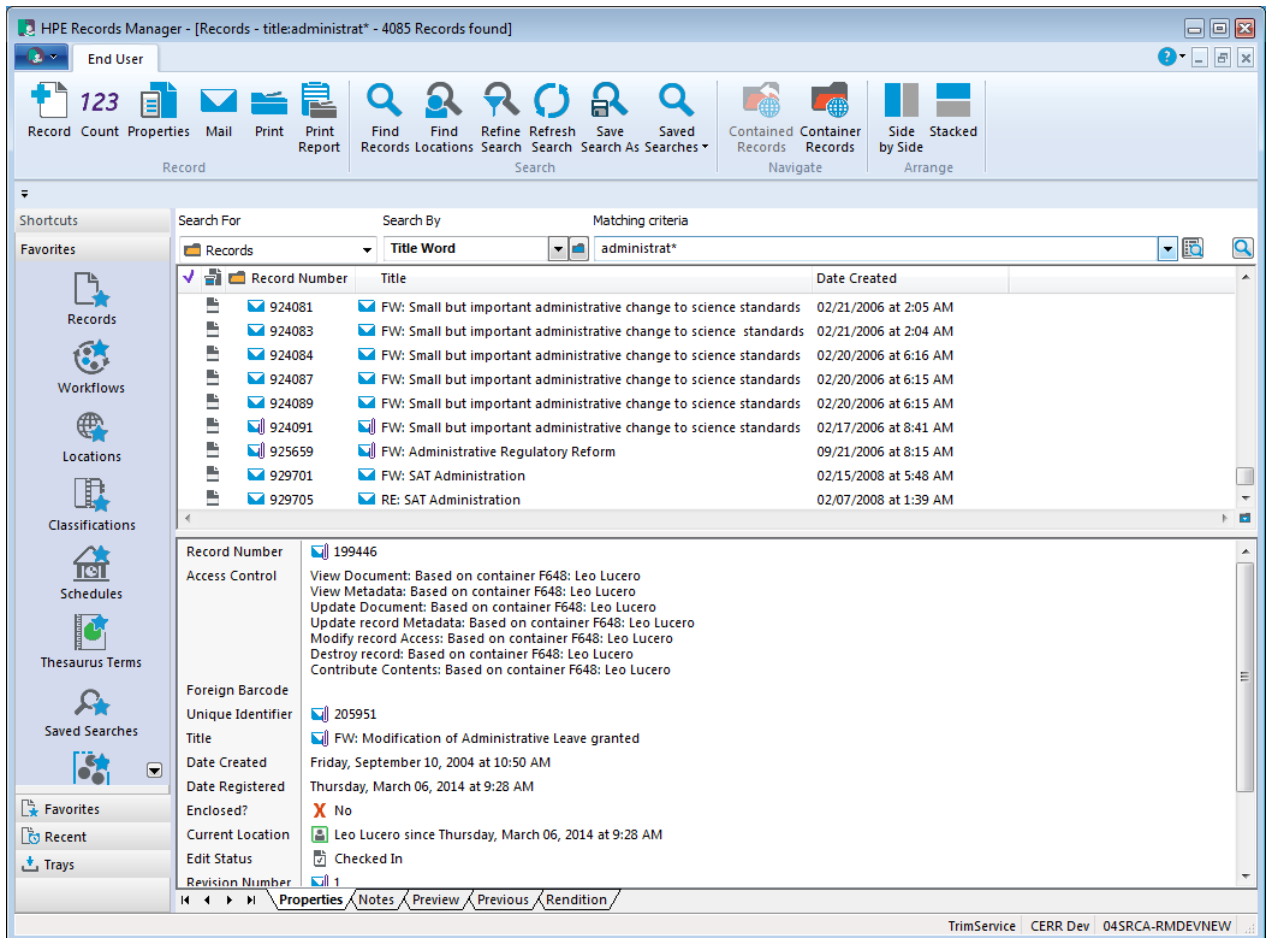 HPE Records Manager - [Records - title:administrat* - 4085 Records found]
End User
Record 123 Count Properties Mail Print Print Report Find Records Find Locations Refine Search Refresh Search Save Search As Saved Searches Contained Records Container Records Side by Side Stacked
Record Search Navigate Arrange
Shortcuts
Favorites
Records
Workflows
Locations
Classifications
Schedules
Thesaurus Terms
Saved Searches
Favorites
Recent
Trays
Search For Search By Matching criteria
Records Title Word administrat*
Record Number Title Date Created
924081 FW: Small but important administrative change to science standards 02/21/2006 at 2:05 AM
924083 FW: Small but important administrative change to science  standards 02/21/2006 at 2:04 AM
924084 FW: Small but important administrative change to science standards 02/20/2006 at 6:16 AM
924087 FW: Small but important administrative change to science standards 02/20/2006 at 6:15 AM
924089 FW: Small but important administrative change to science standards 02/20/2006 at 6:15 AM
924091 FW: Small but important administrative change to science standards 02/17/2006 at 8:41 AM
925659 FW: Administrative Regulatory Reform 09/21/2006 at 8:15 AM
929701 FW: SAT Administration 02/15/2008 at 5:48 AM
929705 RE: SAT Administration 02/07/2008 at 1:39 AM
Record Number 199446
Access Control View Document: Based on container F648: Leo Lucero
View Metadata: Based on container F648: Leo Lucero
Update Document: Based on container F648: Leo Lucero
Update record Metadata: Based on container F648: Leo Lucero
Modify record Access: Based on container F648: Leo Lucero
Destroy record: Based on container F648: Leo Lucero
Contribute Contents: Based on container F648: Leo Lucero
Foreign Barcode
Unique Identifier 205951
Title FW: Modification of Administrative Leave granted
Date Created Friday, September 10, 2004 at 10:50 AM
Date Registered Thursday, March 06, 2014 at 9:28 AM
Enclosed? X No
Current Location Leo Lucero since Thursday, March 06, 2014 at 9:28 AM
Edit Status Checked In
Revision Number 1
Properties Notes Preview Previous Rendition
TrimService CERR Dev 04SRCA-RMDEVNEW